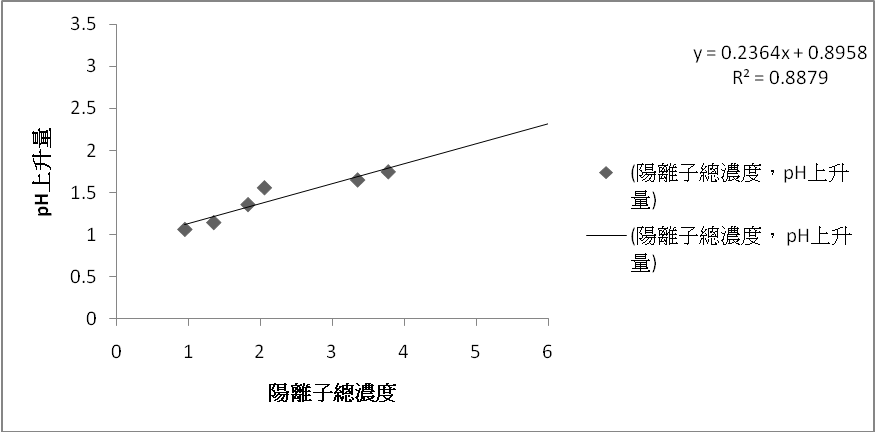 y = 0.2364x + 0.8958
R² = 0.8879
3.5
3
2.5
2
1.5
1
0.5
0
pH上升量
0 1 2 3 4 5 6
陽離子總濃度
(陽離子總濃度，pH上升
量)
(陽離子總濃度， pH上升
量)